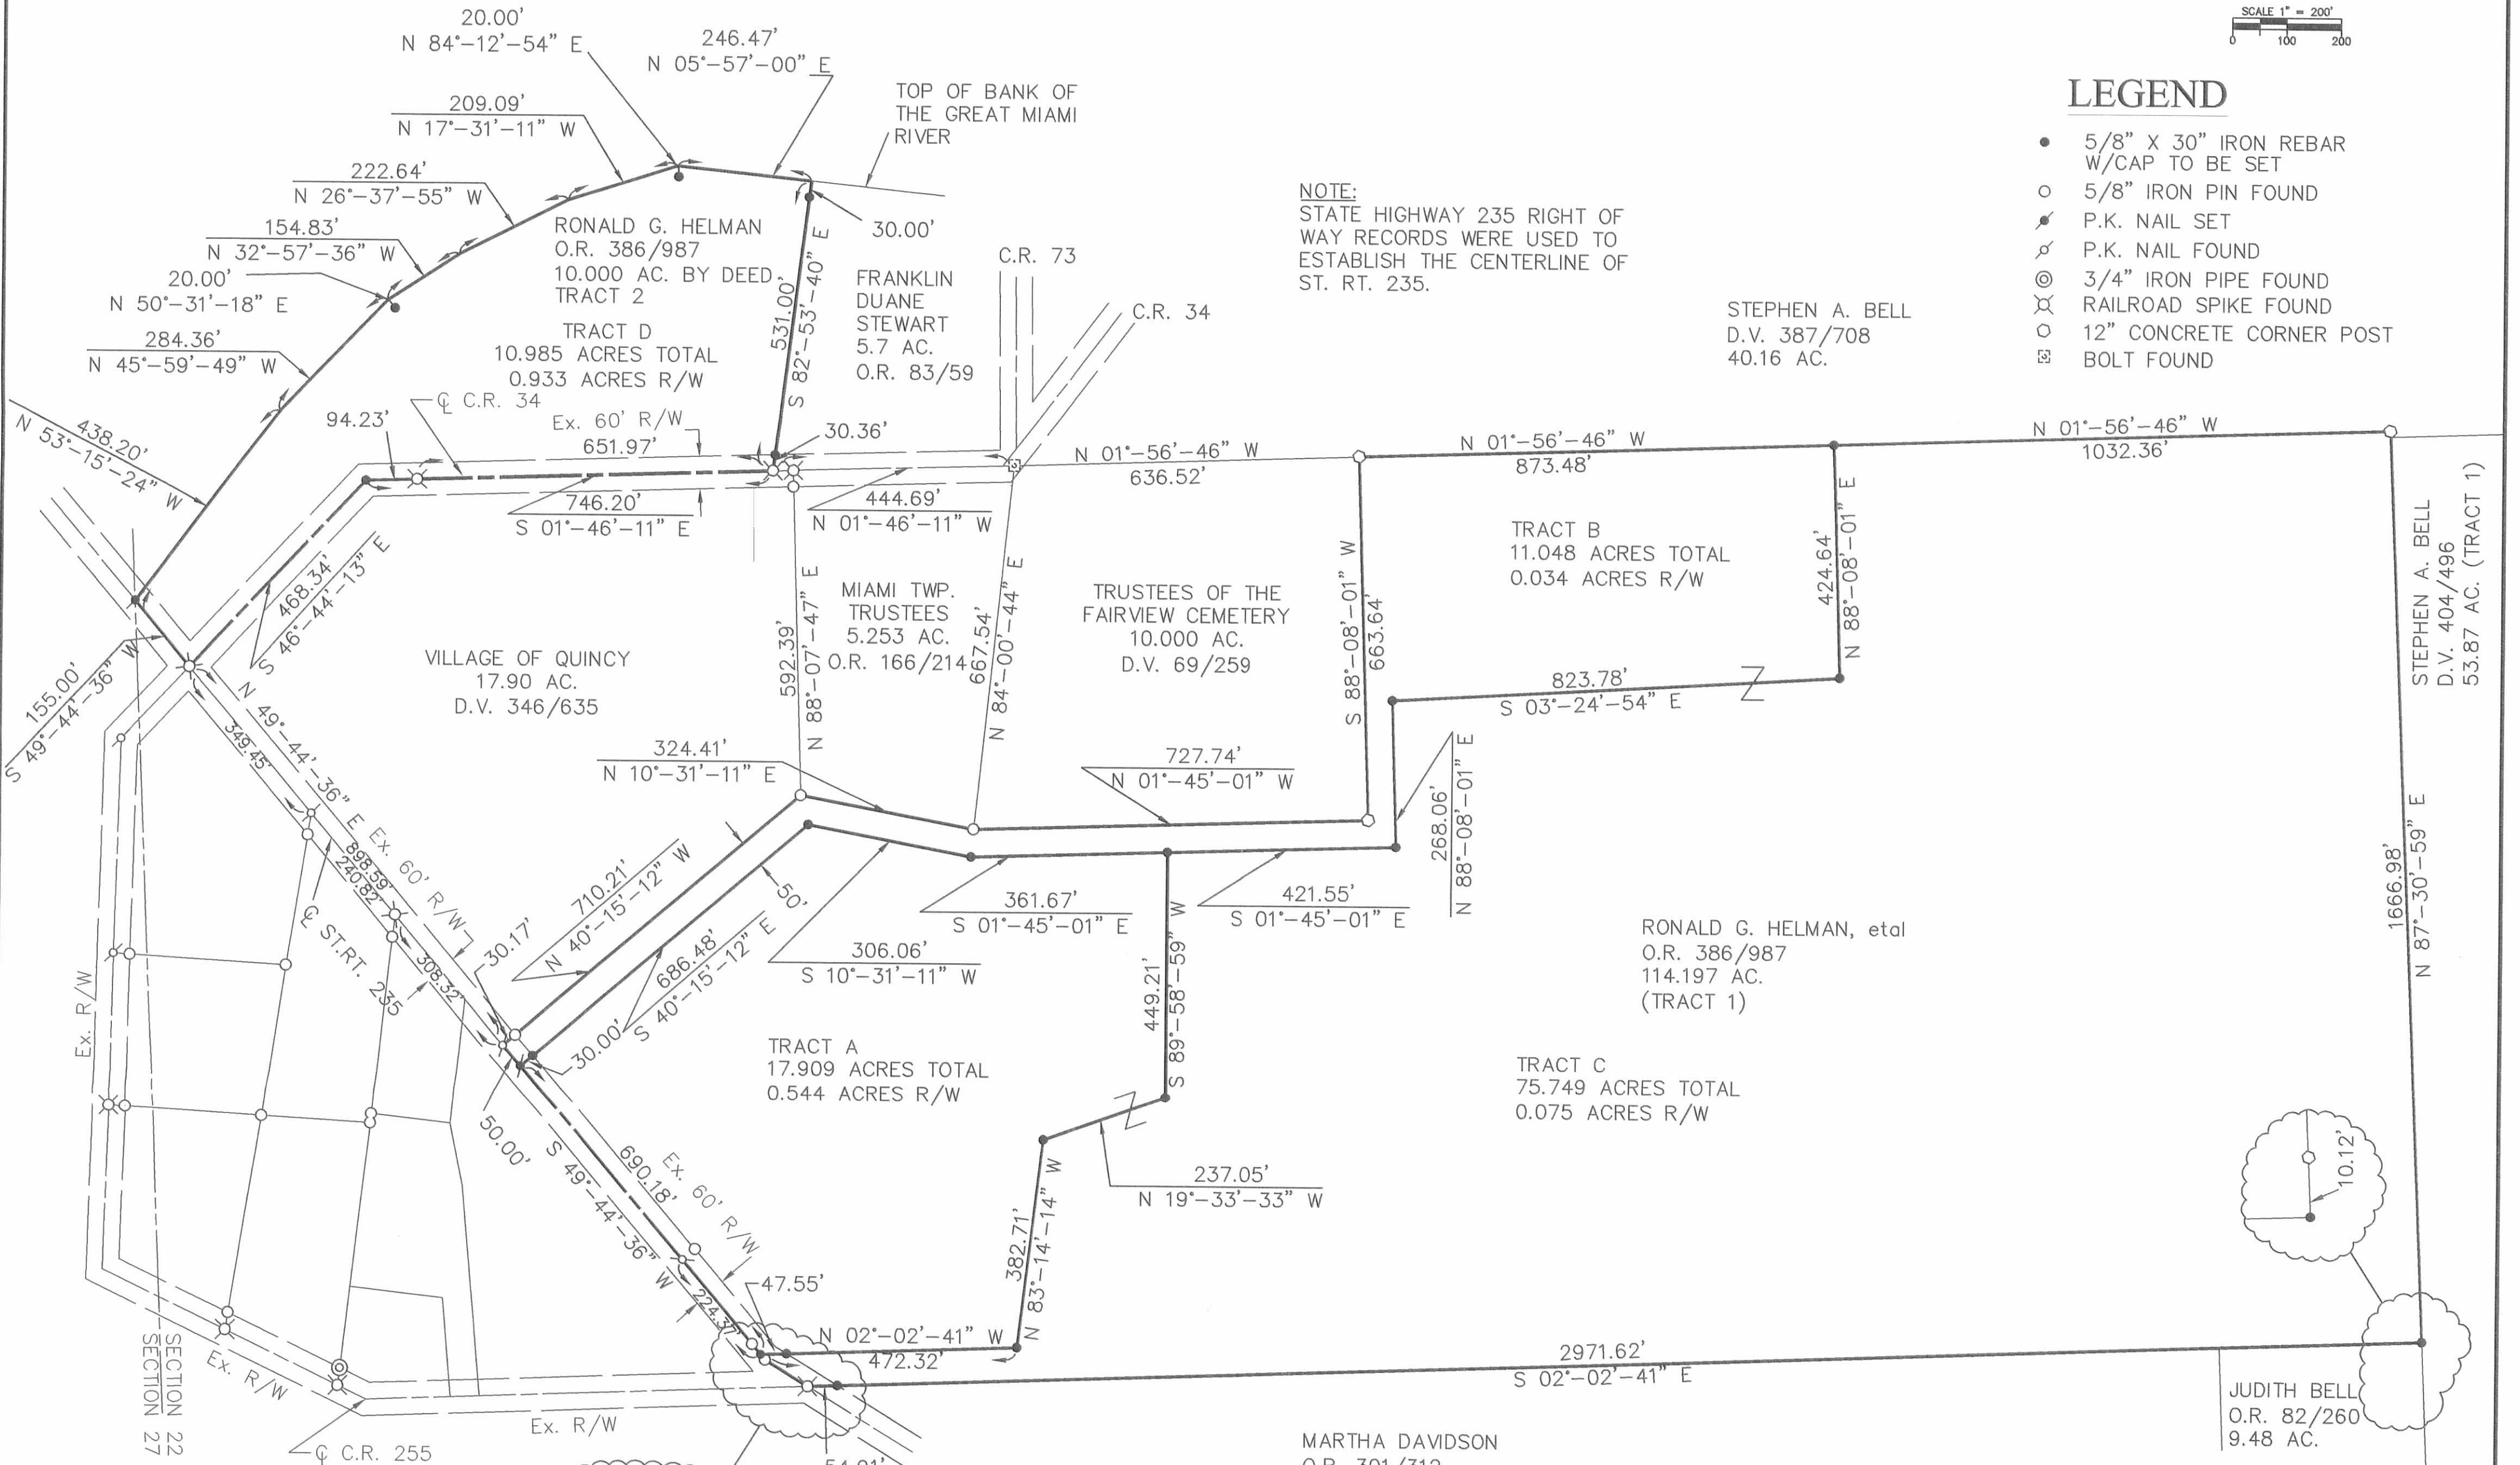 SCALE 1" = 200'
0 100 200
LEGEND
5/8" X 30" IRON REBAR
W/CAP TO BE SET
5/8" IRON PIN FOUND
P.K. NAIL SET
P.K. NAIL FOUND
3/4" IRON PIPE FOUND
RAILROAD SPIKE FOUND
12" CONCRETE CORNER POST
BOLT FOUND
20.00'
N 84°-12'-54" E
246.47'
N 05°-57'-00" E
TOP OF BANK OF
THE GREAT MIAMI
RIVER
209.09'
N 17°-31'-11" W
222.64'
N 26°-37'-55" W
154.83'
N 32°-57'-36" W
20.00'
N 50°-31'-18" E
284.36'
N 45°-59'-49" W
438.20'
N 53°-15'-24" W
RONALD G. HELMAN
O.R. 386/987
10.000 AC. BY DEED
TRACT 2
TRACT D
10.985 ACRES TOTAL
0.933 ACRES R/W
℄ C.R. 34
94.23'
Ex. 60' R/W
651.97'
531.00'
S 82°-53'-40" E
30.00'
FRANKLIN
DUANE
STEWART
5.7 AC.
O.R. 83/59
30.36'
C.R. 73
C.R. 34
NOTE:
STATE HIGHWAY 235 RIGHT OF
WAY RECORDS WERE USED TO
ESTABLISH THE CENTERLINE OF
ST. RT. 235.
STEPHEN A. BELL
D.V. 387/708
40.16 AC.
N 01°-56'-46" W
636.52'
N 01°-56'-46" W
873.48'
N 01°-56'-46" W
1032.36'
746.20'
S 01°-46'-11" E
444.69'
N 01°-46'-11" W
468.34'
S 46°-44'-13" E
155.00'
S 49°-44'-36" W
VILLAGE OF QUINCY
17.90 AC.
D.V. 346/635
592.39'
N 88°-07'-47" E
MIAMI TWP.
TRUSTEES
5.253 AC.
O.R. 166/214
667.54'
N 84°-00'-44" E
TRUSTEES OF THE
FAIRVIEW CEMETERY
10.000 AC.
D.V. 69/259
S 88°-08'-01" W
663.64'
TRACT B
11.048 ACRES TOTAL
0.034 ACRES R/W
424.64'
N 88°-08'-01" E
823.78'
S 03°-24'-54" E
STEPHEN A. BELL
D.V. 404/496
53.87 AC. (TRACT 1)
1666.98'
N 87°-30'-59" E
349.45'
N 49°-44'-36" E
898.59'
240.82'
Ex. 60' R/W
℄ ST.RT. 235
308.32'
324.41'
N 10°-31'-11" E
727.74'
N 01°-45'-01" W
268.06'
N 88°-08'-01" E
710.21'
N 40°-15'-12" W
50'
686.48'
S 40°-15'-12" E
306.06'
S 10°-31'-11" W
361.67'
S 01°-45'-01" E
421.55'
S 01°-45'-01" E
30.17'
30.00'
50.00'
449.21'
S 89°-58'-59" W
RONALD G. HELMAN, etal
O.R. 386/987
114.197 AC.
(TRACT 1)
TRACT A
17.909 ACRES TOTAL
0.544 ACRES R/W
TRACT C
75.749 ACRES TOTAL
0.075 ACRES R/W
237.05'
N 19°-33'-33" W
382.71'
N 83°-14'-14" W
690.18'
Ex. 60' R/W
S 49°-44'-36" W
47.55'
N 02°-02'-41" W
472.32'
2971.62'
S 02°-02'-41" E
10.12'
Ex. R/W
SECTION 22
SECTION 27
Ex. R/W
Ex. R/W
℄ C.R. 255
MARTHA DAVIDSON
JUDITH BELL
O.R. 82/260
9.48 AC.